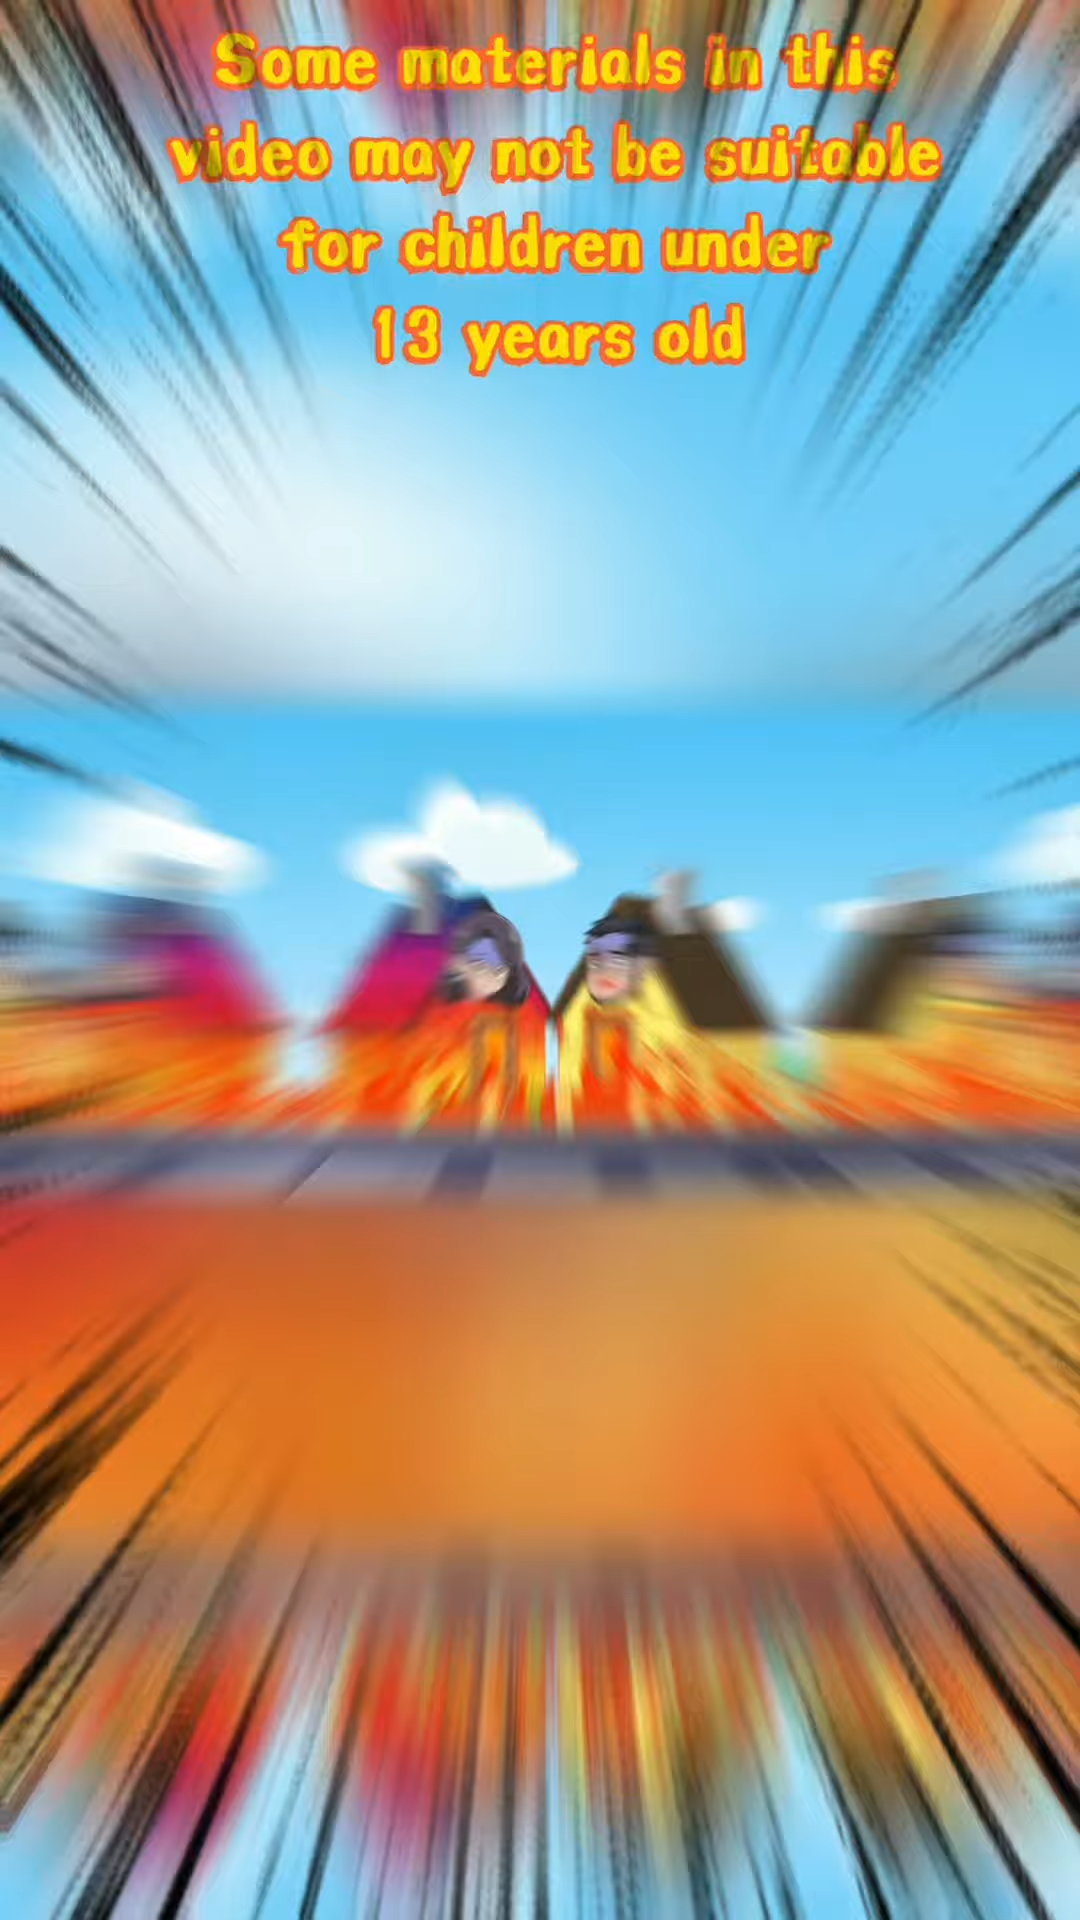 Some materials in this
video may not be suitable
for children under
13 years old